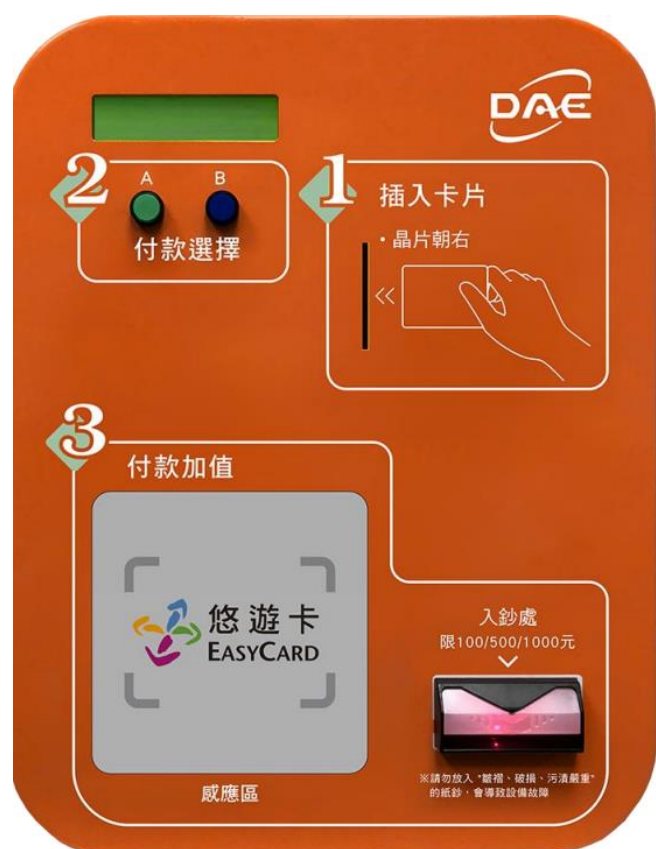 DAE
1
插入卡片
・晶片朝右
<<
2
A B
付款選擇
3
付款加值
悠遊卡
EASYCARD
感應區
入鈔處
限100/500/1000元
※請勿放入"皺褶、破損、污漬嚴重"
的紙鈔，會導致設備故障